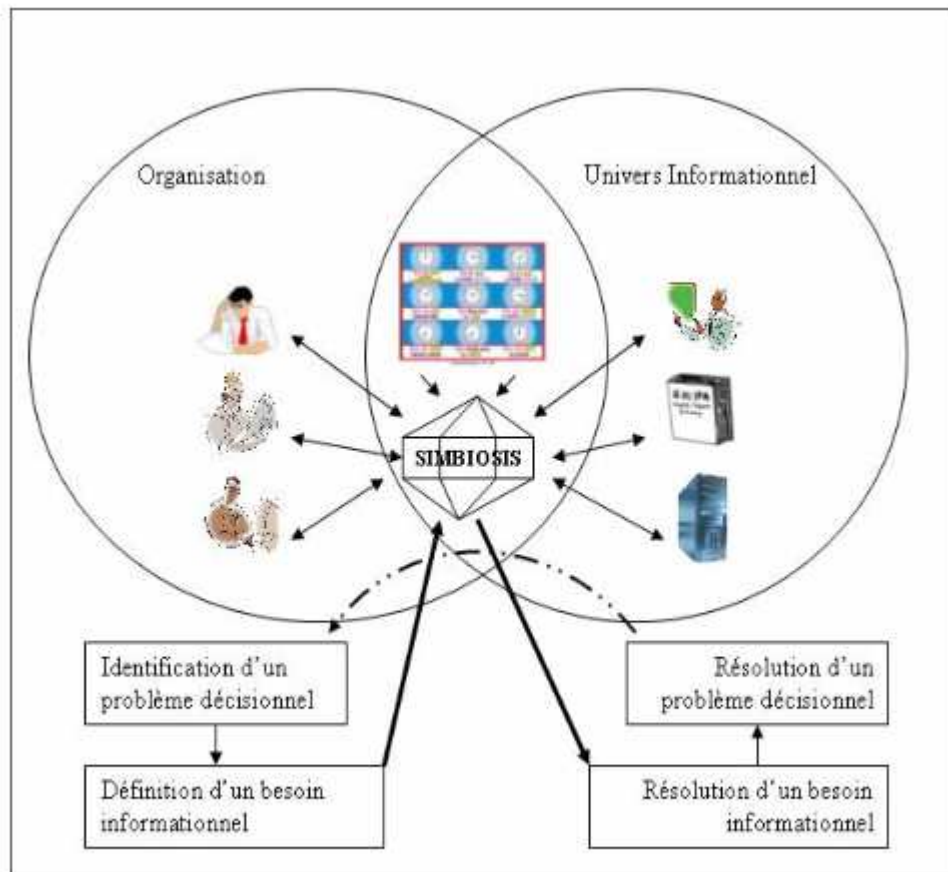 Organisation
Univers Informationnel
SIMBIOSIS
Identification d'un
problème décisionnel
Résolution d'un
problème décisionnel
Définition d'un besoin
informationnel
Résolution d'un besoin
informationnel